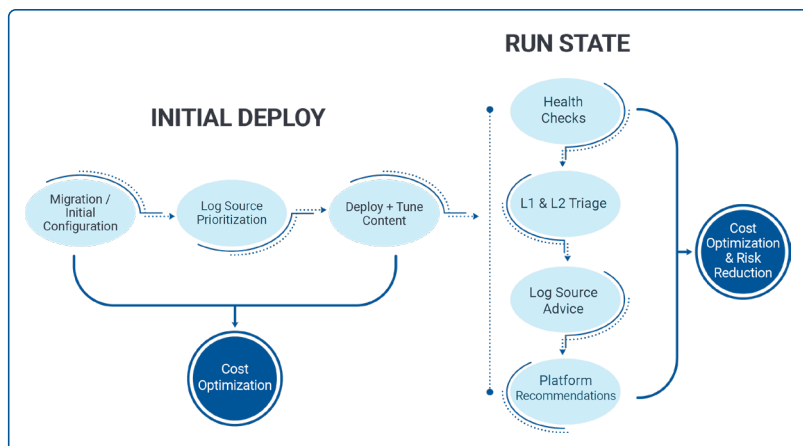 RUN STATE
INITIAL DEPLOY
Migration /
Initial
Configuration
Log Source
Prioritization
Deploy + Tune
Content
Cost
Optimization
Health
Checks
L1 & L2 Triage
Log Source
Advice
Platform
Recommendations
Cost
Optimization
& Risk
Reduction